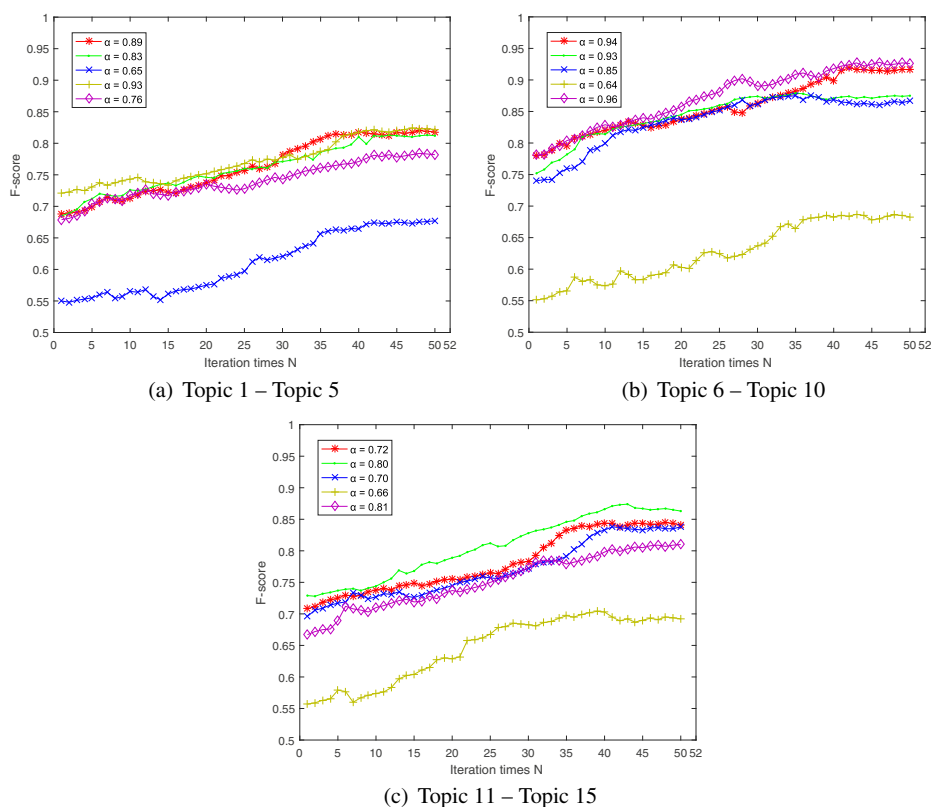 1
0.95
0.9
0.85
0.8
0.75
0.7
0.65
0.6
0.55
0.5
F-score
α = 0.89
α = 0.83
α = 0.65
α = 0.93
α = 0.76
0 5 10 15 20 25 30 35 40 45 50 52
Iteration times N
(a) Topic 1 – Topic 5
1
0.95
0.9
0.85
0.8
0.75
0.7
0.65
0.6
0.55
0.5
F-score
α = 0.94
α = 0.93
α = 0.85
α = 0.64
α = 0.96
0 5 10 15 20 25 30 35 40 45 50 52
Iteration times N
(b) Topic 6 – Topic 10
1
0.95
0.9
0.85
0.8
0.75
0.7
0.65
0.6
0.55
0.5
F-score
α = 0.72
α = 0.80
α = 0.70
α = 0.66
α = 0.81
0 5 10 15 20 25 30 35 40 45 50 52
Iteration times N
(c) Topic 11 – Topic 15